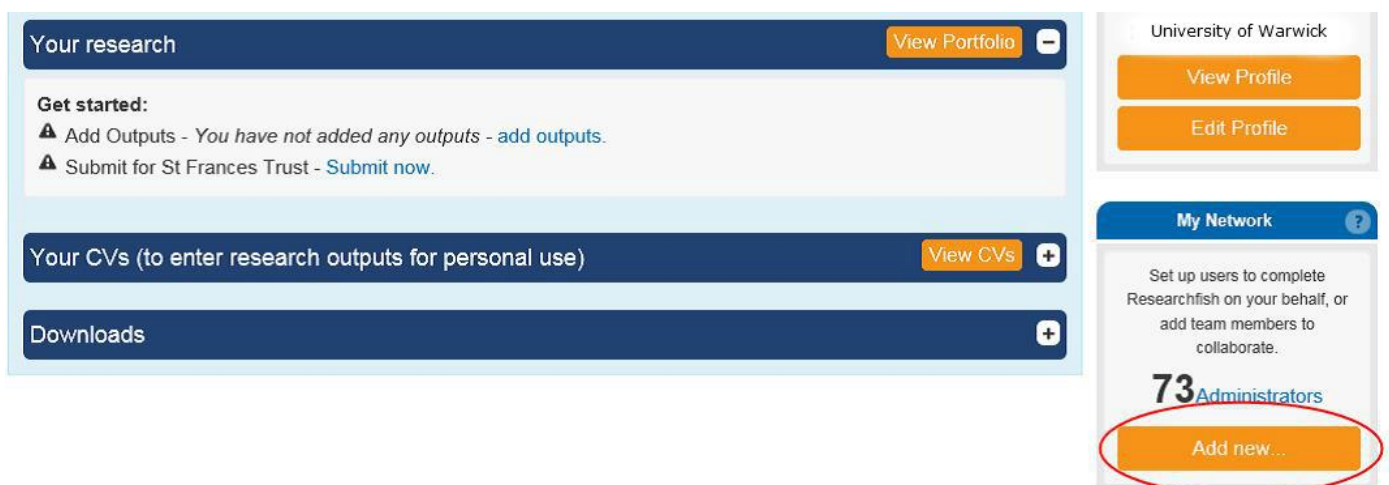 Your research
View Portfolio
Get started:
Add Outputs - You have not added any outputs - add outputs.
Submit for St Frances Trust - Submit now.
Your CVs (to enter research outputs for personal use)
View CVs
Downloads
University of Warwick
View Profile
Edit Profile
My Network
?
Set up users to complete
Researchfish on your behalf, or
add team members to
collaborate.
73 Administrators
Add new...